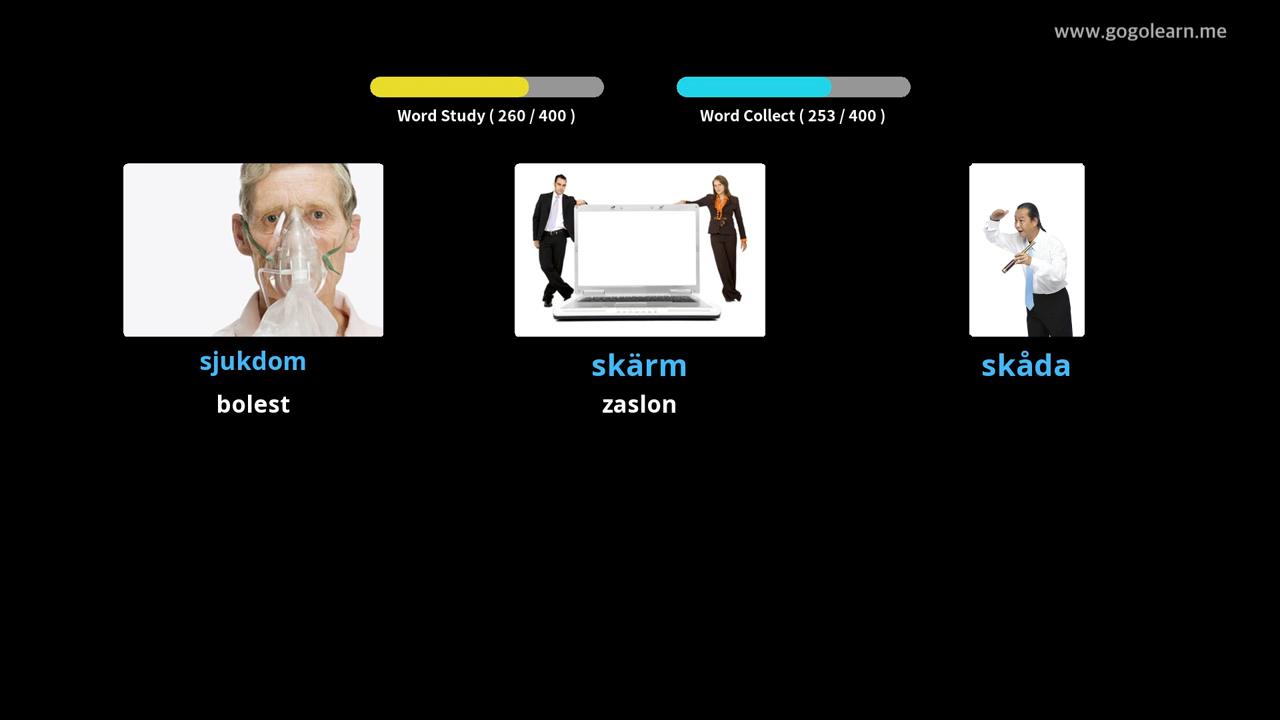 www.gogolearn.me
Word Study ( 260 / 400 )
Word Collect ( 253 / 400 )
sjukdom
bolest
skärm
zaslon
skåda